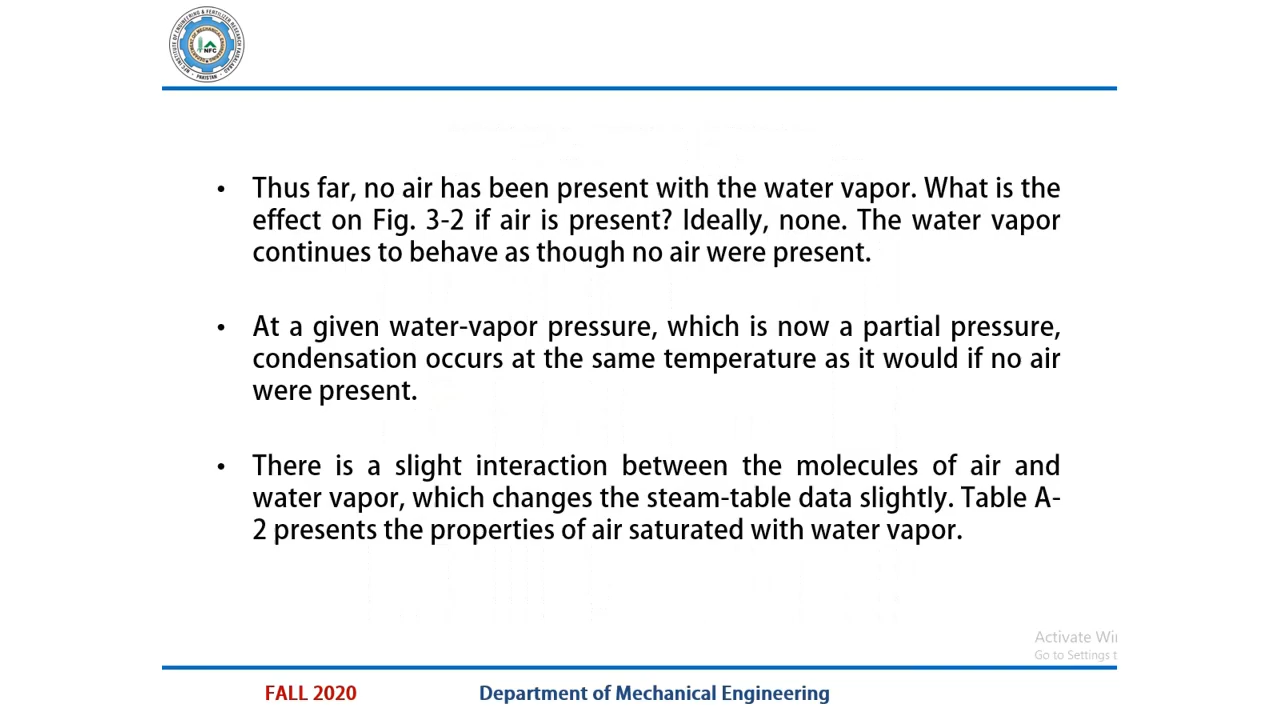 • Thus far, no air has been present with the water vapor. What is the
effect on Fig. 3-2 if air is present? Ideally, none. The water vapor
continues to behave as though no air were present.
• At a given water-vapor pressure, which is now a partial pressure,
condensation occurs at the same temperature as it would if no air
were present.
• There is a slight interaction between the molecules of air and
water vapor, which changes the steam-table data slightly. Table A-
2 presents the properties of air saturated with water vapor.
Activate Wi
Go to Settings t
FALL 2020 Department of Mechanical Engineering
NFC
PAKISTAN